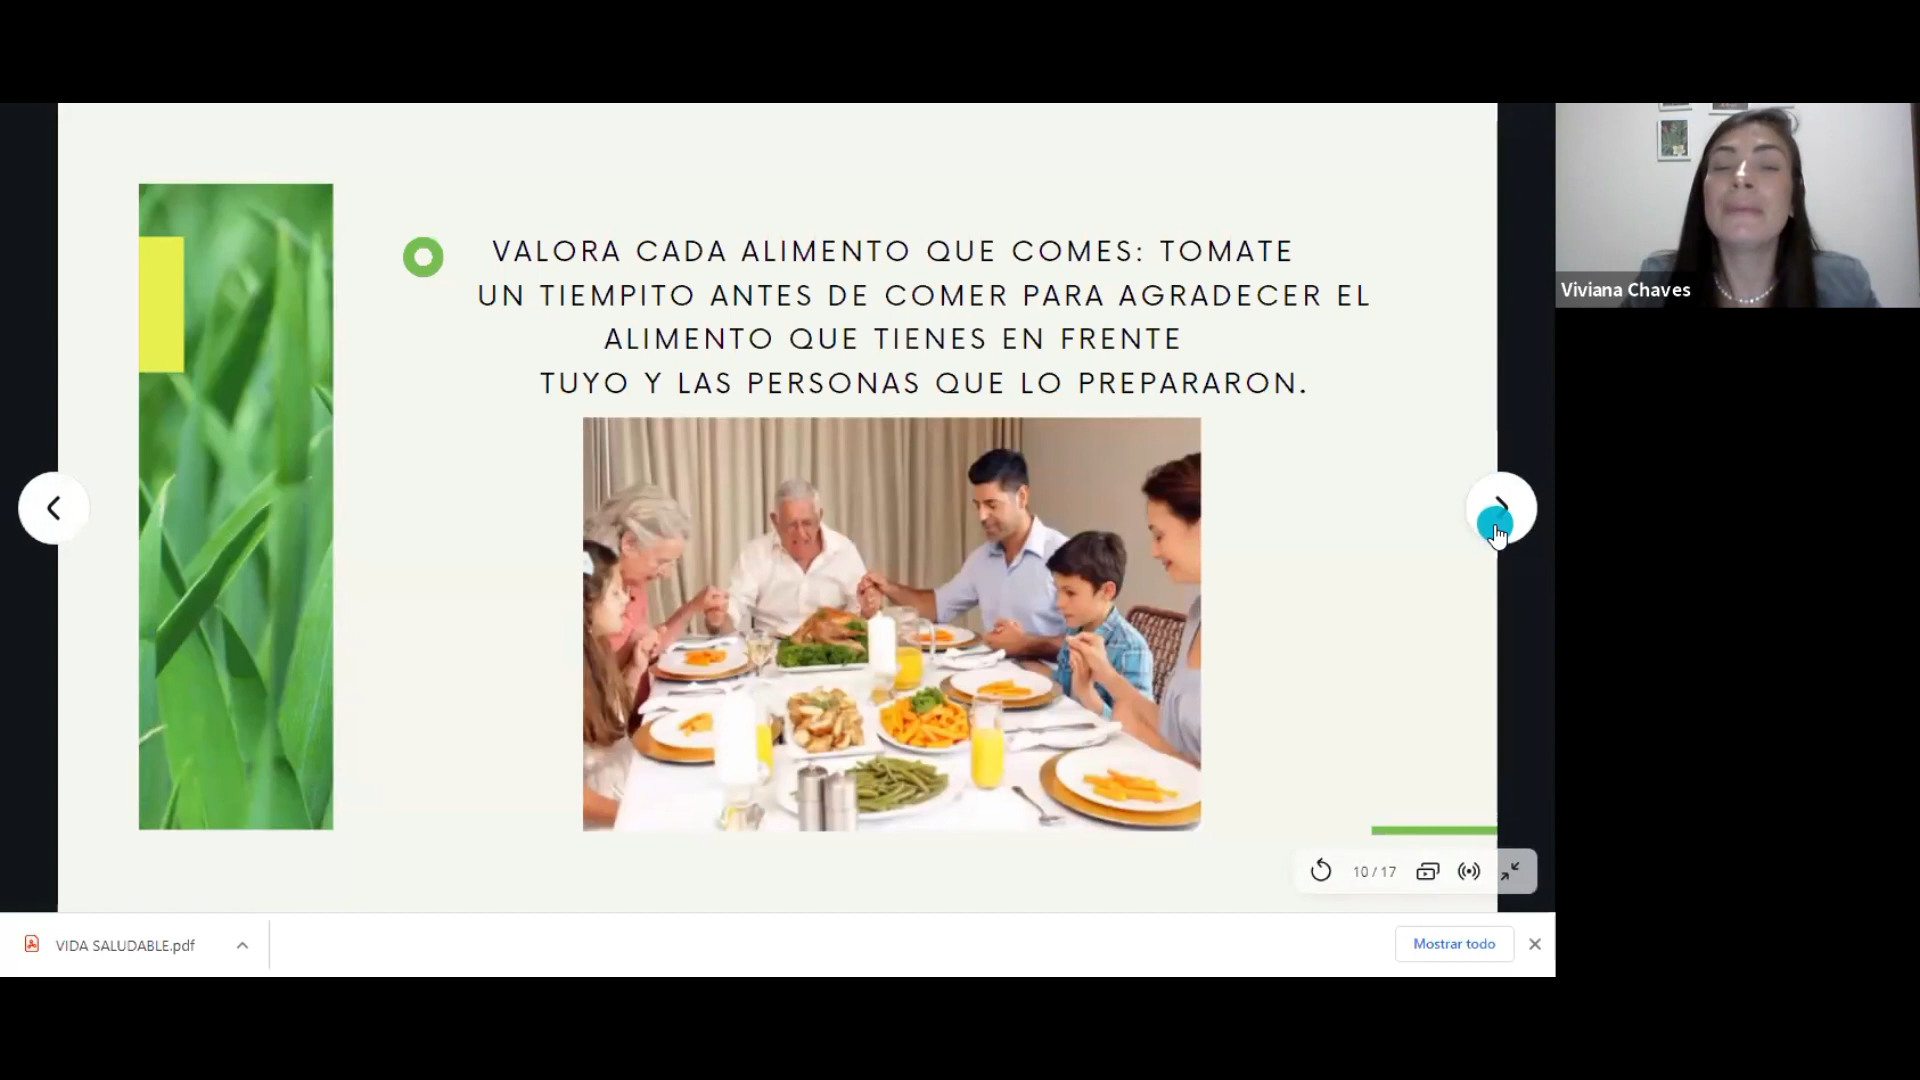 VALORA CADA ALIMENTO QUE COMES: TOMATE
UN TIEMPITO ANTES DE COMER PARA AGRADECER EL
ALIMENTO QUE TIENES EN FRENTE
TUYO Y LAS PERSONAS QUE LO PREPARARON.
Viviana Chaves
10 / 17
VIDA SALUDABLE.pdf
Mostrar todo